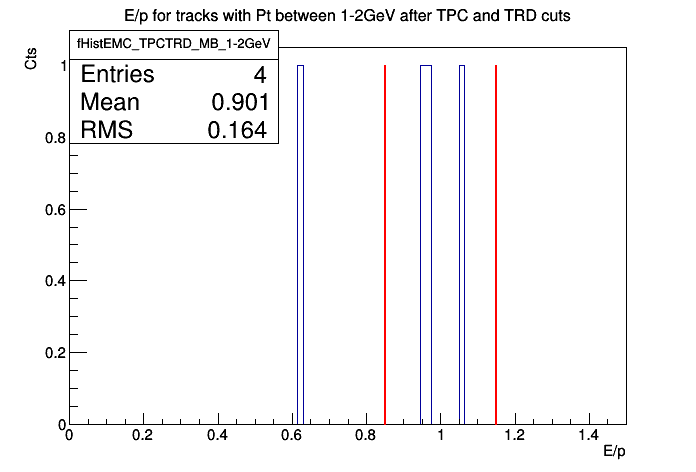 E/p for tracks with Pt between 1-2GeV after TPC and TRD cuts
fHistEMC_TPCTRD_MB_1-2GeV
Entries 4
Mean 0.901
RMS 0.164
Cts
1
0.8
0.6
0.4
0.2
0
0 0.2 0.4 0.6 0.8 1 1.2 1.4
E/p